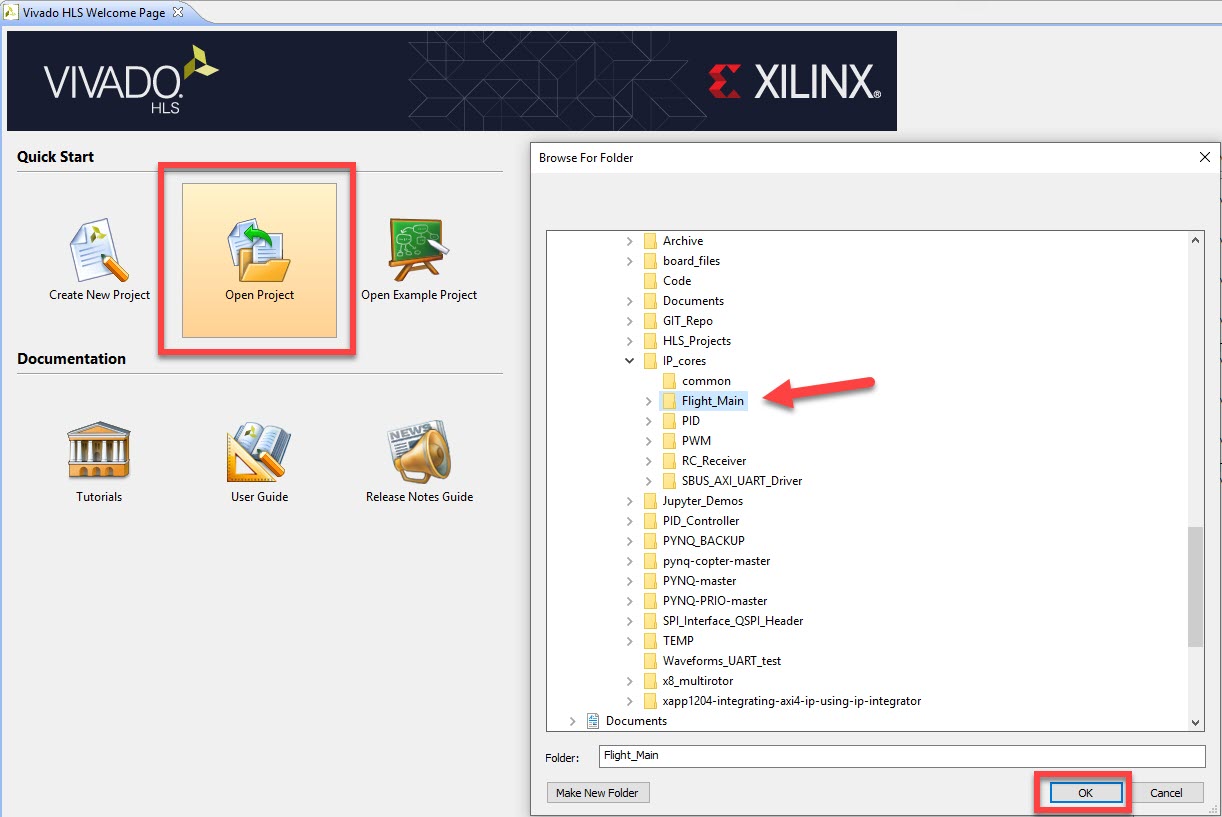 Vivado HLS Welcome Page
VIVADO.
HLS
XILINX®
Quick Start
Create New Project
Open Project
Open Example Project
Documentation
Tutorials
User Guide
NEWS
Release Notes Guide
Browse For Folder
Archive
board_files
Code
Documents
GIT_Repo
HLS_Projects
IP_cores
common
Flight_Main
PID
PWM
RC_Receiver
SBUS_AXI_UART_Driver
Jupyter_Demos
PID_Controller
PYNQ_BACKUP
pynq-copter-master
PYNQ-master
PYNQ-PRIO-master
SPI_Interface_QSPI_Header
TEMP
Waveforms_UART_test
x8_multirotor
xapp1204-integrating-axi4-ip-using-ip-integrator
Documents
Folder: Flight_Main
Make New Folder
OK
Cancel